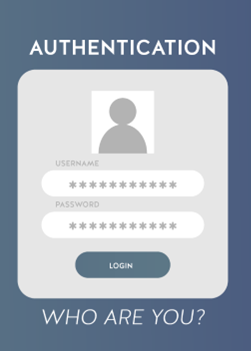 AUTHENTICATION
USERNAME
***********
PASSWORD
***********
LOGIN
WHO ARE YOU?